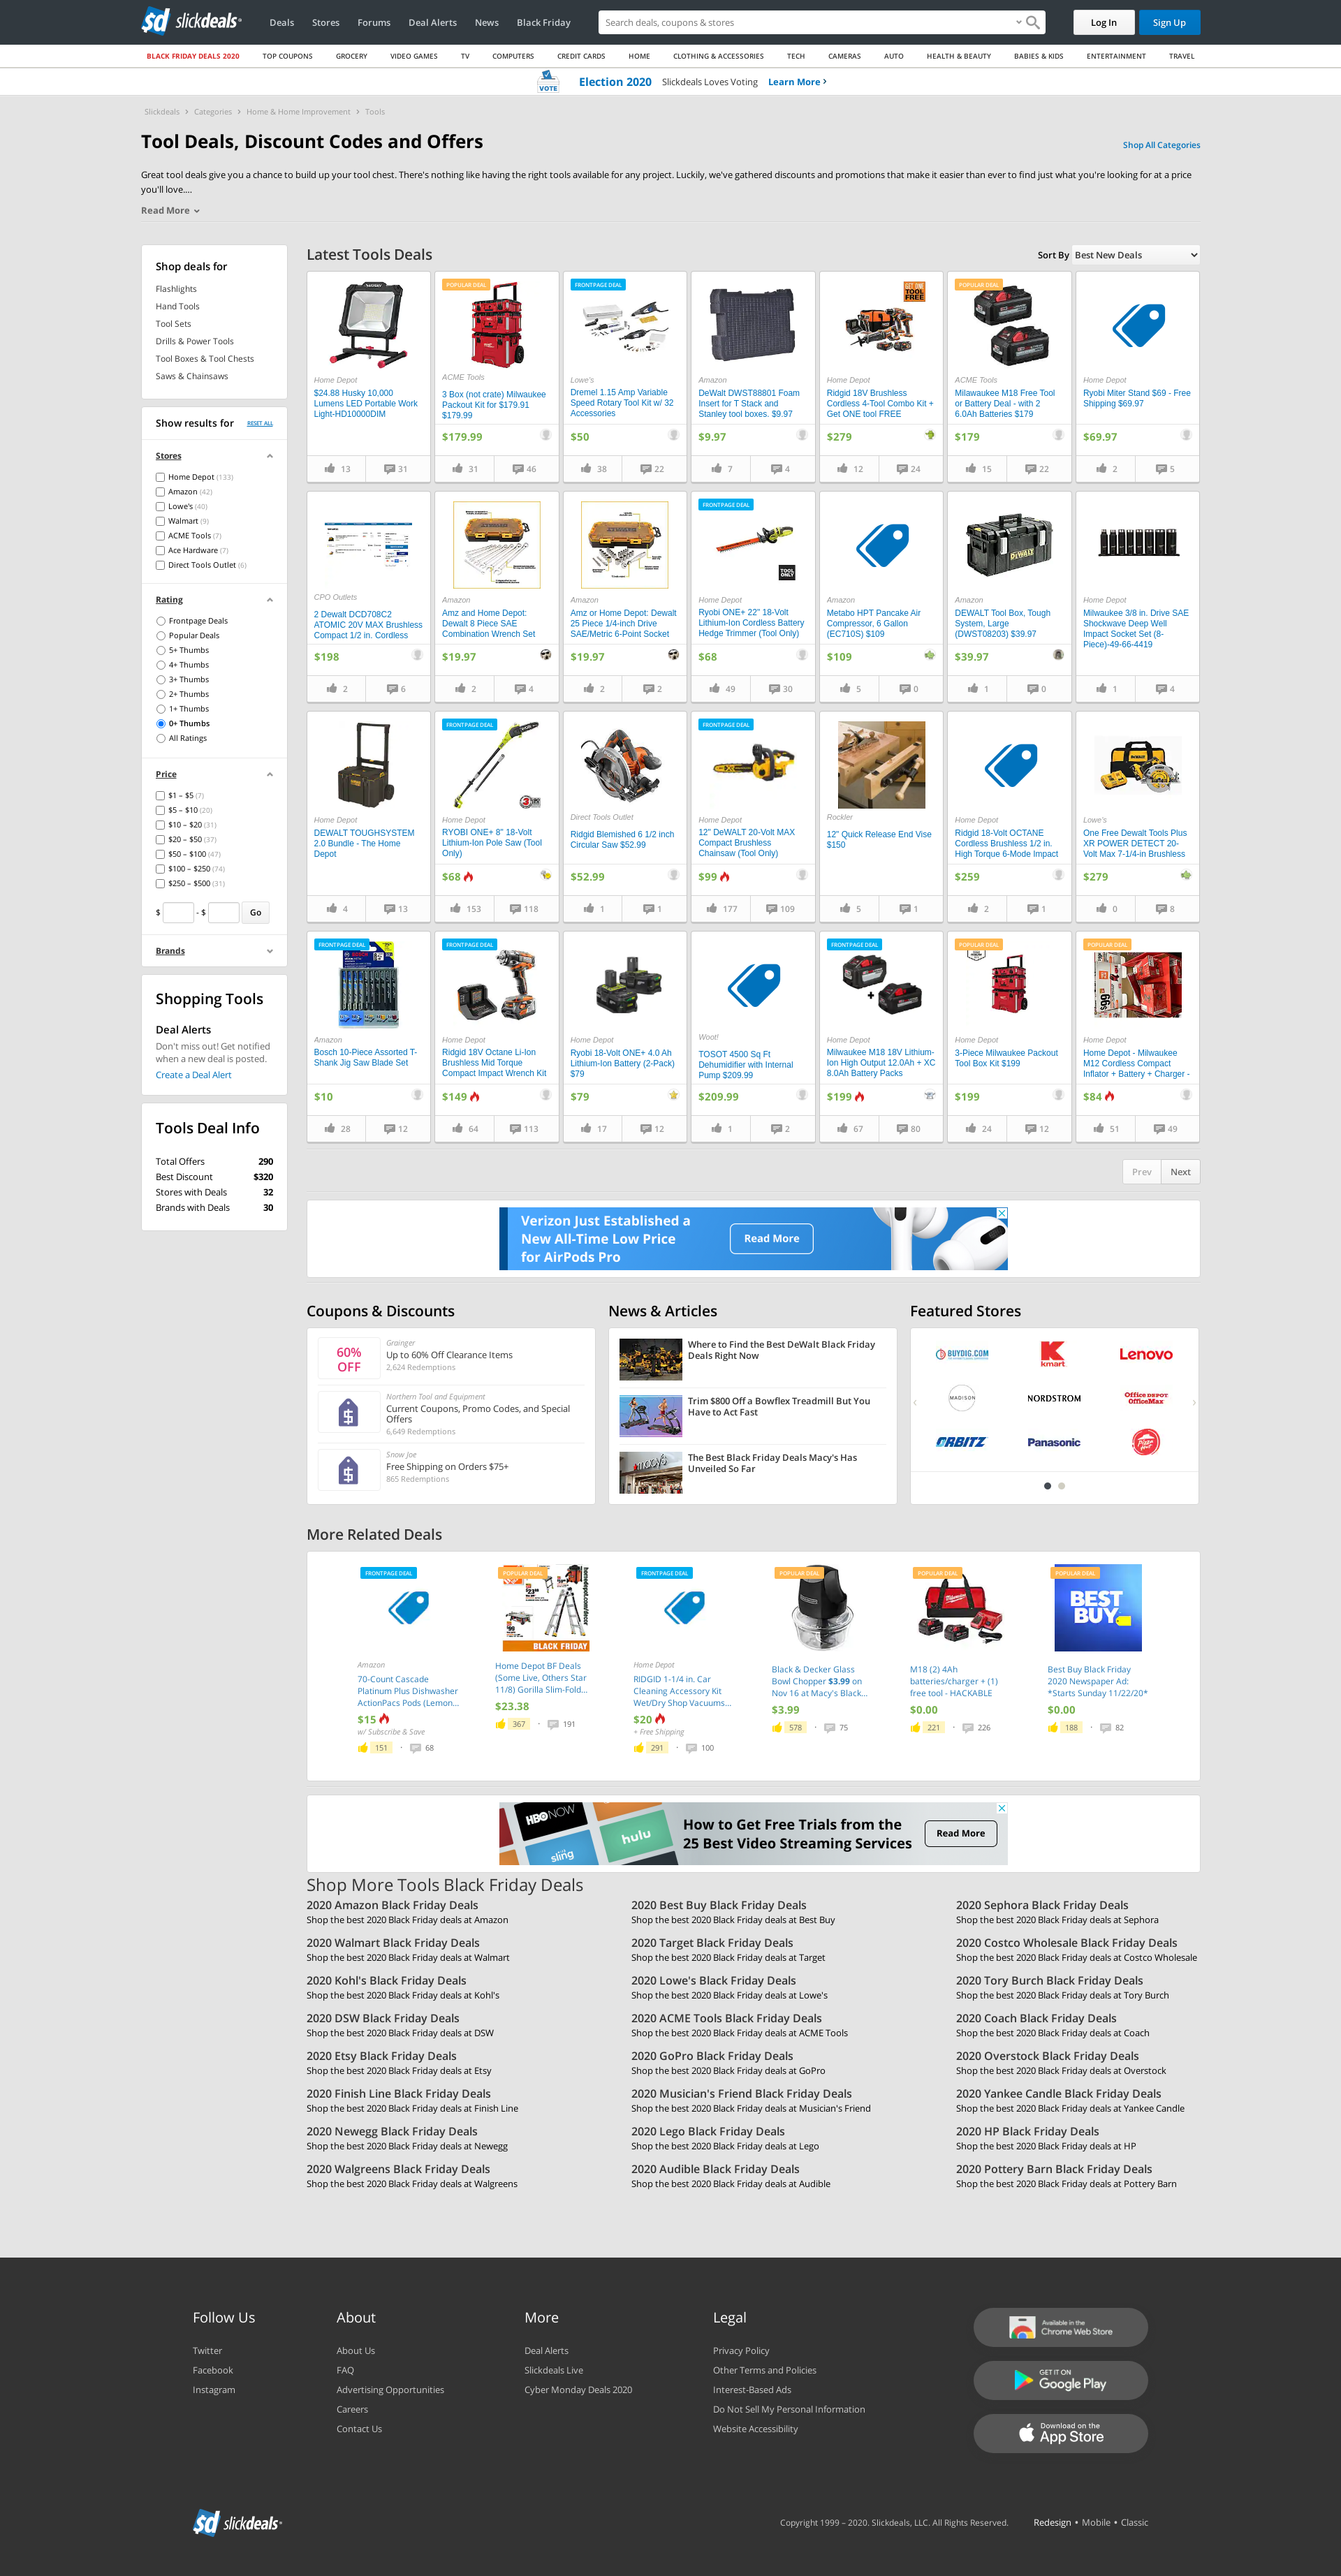 slickdeals
Deals Stores Forums Deal Alerts News Black Friday
Search deals, coupons & stores
Log In
Sign Up
BLACK FRIDAY DEALS 2020 TOP COUPONS GROCERY VIDEO GAMES TV COMPUTERS CREDIT CARDS HOME CLOTHING & ACCESSORIES TECH CAMERAS AUTO HEALTH & BEAUTY BABIES & KIDS ENTERTAINMENT TRAVEL
VOTE
Election 2020 Slickdeals Loves Voting Learn More
Slickdeals > Categories > Home & Home Improvement > Tools
Tool Deals, Discount Codes and Offers
Shop All Categories
Great tool deals give you a chance to build up your tool chest. There's nothing like having the right tools available for any project. Luckily, we've gathered discounts and promotions that make it easier than ever to find just what you're looking for at a price
you'll love....
Read More
Shop deals for
Flashlights
Hand Tools
Tool Sets
Drills & Power Tools
Tool Boxes & Tool Chests
Saws & Chainsaws
Show results for RESET ALL
Stores
Home Depot (133)
Amazon (42)
Lowe's (40)
Walmart (9)
ACME Tools (7)
Ace Hardware (7)
Direct Tools Outlet (6)
Rating
Frontpage Deals
Popular Deals
5+ Thumbs
4+ Thumbs
3+ Thumbs
2+ Thumbs
1+ Thumbs
0+ Thumbs
All Ratings
Price
$1 – $5 (7)
$5 – $10 (20)
$10 – $20 (31)
$20 – $50 (37)
$50 – $100 (47)
$100 – $250 (74)
$250 – $500 (31)
$ - $ Go
Brands
Shopping Tools
Deal Alerts
Don't miss out! Get notified
when a new deal is posted.
Create a Deal Alert
Tools Deal Info
Total Offers 290
Best Discount $320
Stores with Deals 32
Brands with Deals 30
Latest Tools Deals
Sort By Best New Deals
Home Depot
$24.88 Husky 10,000
Lumens LED Portable Work
Light-HD10000DIM
13 31
POPULAR DEAL
ACME Tools
3 Box (not crate) Milwaukee
Packout Kit for $179.91
$179.99
$179.99
31 46
FRONTPAGE DEAL
Lowe's
Dremel 1.15 Amp Variable
Speed Rotary Tool Kit w/ 32
Accessories
$50
38 22
Amazon
DeWalt DWST88801 Foam
Insert for T Stack and
Stanley tool boxes. $9.97
$9.97
7 4
GET ONE
TOOL
FREE
Home Depot
Ridgid 18V Brushless
Cordless 4-Tool Combo Kit +
Get ONE tool FREE
$279
12 24
POPULAR DEAL
ACME Tools
Milawaukee M18 Free Tool
or Battery Deal - with 2
6.0Ah Batteries $179
$179
15 22
Home Depot
Ryobi Miter Stand $69 - Free
Shipping $69.97
$69.97
2 5
CPO Outlets
2 Dewalt DCD708C2
ATOMIC 20V MAX Brushless
Compact 1/2 in. Cordless
$198
2 6
Amazon
Amz and Home Depot:
Dewalt 8 Piece SAE
Combination Wrench Set
$19.97
2 4
Amazon
Amz or Home Depot: Dewalt
25 Piece 1/4-inch Drive
SAE/Metric 6-Point Socket
$19.97
2 2
FRONTPAGE DEAL
TOOL
ONLY
Home Depot
Ryobi ONE+ 22" 18-Volt
Lithium-Ion Cordless Battery
Hedge Trimmer (Tool Only)
$68
49 30
Amazon
Metabo HPT Pancake Air
Compressor, 6 Gallon
(EC710S) $109
$109
5 0
DEWALT
Amazon
DEWALT Tool Box, Tough
System, Large
(DWST08203) $39.97
$39.97
1 0
Home Depot
Milwaukee 3/8 in. Drive SAE
Shockwave Deep Well
Impact Socket Set (8-
Piece)-49-66-4419
1 4
Home Depot
DEWALT TOUGHSYSTEM
2.0 Bundle - The Home
Depot
4 13
FRONTPAGE DEAL
Home Depot
RYOBI ONE+ 8" 18-Volt
Lithium-Ion Pole Saw (Tool
Only)
$68
153 118
Direct Tools Outlet
Ridgid Blemished 6 1/2 inch
Circular Saw $52.99
$52.99
1 1
FRONTPAGE DEAL
Home Depot
12" DeWALT 20-Volt MAX
Compact Brushless
Chainsaw (Tool Only)
$99
177 109
Rockler
12" Quick Release End Vise
$150
5 1
Home Depot
Ridgid 18-Volt OCTANE
Cordless Brushless 1/2 in.
High Torque 6-Mode Impact
$259
2 1
Lowe's
One Free Dewalt Tools Plus
XR POWER DETECT 20-
Volt Max 7-1/4-in Brushless
$279
0 8
FRONTPAGE DEAL
Amazon
Bosch 10-Piece Assorted T-
Shank Jig Saw Blade Set
$10
28 12
FRONTPAGE DEAL
Home Depot
Ridgid 18V Octane Li-Ion
Brushless Mid Torque
Compact Impact Wrench Kit
$149
64 113
Home Depot
Ryobi 18-Volt ONE+ 4.0 Ah
Lithium-Ion Battery (2-Pack)
$79
$79
17 12
Woot!
TOSOT 4500 Sq Ft
Dehumidifier with Internal
Pump $209.99
$209.99
1 2
FRONTPAGE DEAL
Home Depot
Milwaukee M18 18V Lithium-
Ion High Output 12.0Ah + XC
8.0Ah Battery Packs
$199
67 80
POPULAR DEAL
Home Depot
3-Piece Milwaukee Packout
Tool Box Kit $199
$199
24 12
POPULAR DEAL
Home Depot
Home Depot - Milwaukee
M12 Cordless Compact
Inflator + Battery + Charger -
$84
51 49
Prev Next
Verizon Just Established a
New All-Time Low Price
for AirPods Pro
Read More
Coupons & Discounts
60%
OFF
Grainger
Up to 60% Off Clearance Items
2,624 Redemptions
Northern Tool and Equipment
Current Coupons, Promo Codes, and Special
Offers
6,649 Redemptions
Snow Joe
Free Shipping on Orders $75+
865 Redemptions
News & Articles
Where to Find the Best DeWalt Black Friday
Deals Right Now
Trim $800 Off a Bowflex Treadmill But You
Have to Act Fast
macy's
The Best Black Friday Deals Macy's Has
Unveiled So Far
Featured Stores
BUYDIG.COM
kmart
Lenovo
MADISON
NORDSTROM
Office DEPOT
OfficeMax
ORBITZ
Panasonic
Pizza Hut
More Related Deals
FRONTPAGE DEAL
Amazon
70-Count Cascade
Platinum Plus Dishwasher
ActionPacs Pods (Lemon...
$15
w/ Subscribe & Save
151 · 68
POPULAR DEAL
BLACK FRIDAY
Home Depot BF Deals
(Some Live, Others Star
11/8) Gorilla Slim-Fold...
$23.38
367 · 191
FRONTPAGE DEAL
Home Depot
RIDGID 1-1/4 in. Car
Cleaning Accessory Kit
Wet/Dry Shop Vacuums...
$20
+ Free Shipping
291 · 100
POPULAR DEAL
Black & Decker Glass
Bowl Chopper $3.99 on
Nov 16 at Macy's Black...
$3.99
578 · 75
POPULAR DEAL
M18 (2) 4Ah
batteries/charger + (1)
free tool - HACKABLE
$0.00
221 · 226
POPULAR DEAL
BEST
BUY
Best Buy Black Friday
2020 Newspaper Ad:
*Starts Sunday 11/22/20*
$0.00
188 · 82
HBO NOW
hulu
sling
How to Get Free Trials from the
25 Best Video Streaming Services
Read More
Shop More Tools Black Friday Deals
2020 Amazon Black Friday Deals
Shop the best 2020 Black Friday deals at Amazon
2020 Best Buy Black Friday Deals
Shop the best 2020 Black Friday deals at Best Buy
2020 Sephora Black Friday Deals
Shop the best 2020 Black Friday deals at Sephora
2020 Walmart Black Friday Deals
Shop the best 2020 Black Friday deals at Walmart
2020 Target Black Friday Deals
Shop the best 2020 Black Friday deals at Target
2020 Costco Wholesale Black Friday Deals
Shop the best 2020 Black Friday deals at Costco Wholesale
2020 Kohl's Black Friday Deals
Shop the best 2020 Black Friday deals at Kohl's
2020 Lowe's Black Friday Deals
Shop the best 2020 Black Friday deals at Lowe's
2020 Tory Burch Black Friday Deals
Shop the best 2020 Black Friday deals at Tory Burch
2020 DSW Black Friday Deals
Shop the best 2020 Black Friday deals at DSW
2020 ACME Tools Black Friday Deals
Shop the best 2020 Black Friday deals at ACME Tools
2020 Coach Black Friday Deals
Shop the best 2020 Black Friday deals at Coach
2020 Etsy Black Friday Deals
Shop the best 2020 Black Friday deals at Etsy
2020 GoPro Black Friday Deals
Shop the best 2020 Black Friday deals at GoPro
2020 Overstock Black Friday Deals
Shop the best 2020 Black Friday deals at Overstock
2020 Finish Line Black Friday Deals
Shop the best 2020 Black Friday deals at Finish Line
2020 Musician's Friend Black Friday Deals
Shop the best 2020 Black Friday deals at Musician's Friend
2020 Yankee Candle Black Friday Deals
Shop the best 2020 Black Friday deals at Yankee Candle
2020 Newegg Black Friday Deals
Shop the best 2020 Black Friday deals at Newegg
2020 Lego Black Friday Deals
Shop the best 2020 Black Friday deals at Lego
2020 HP Black Friday Deals
Shop the best 2020 Black Friday deals at HP
2020 Walgreens Black Friday Deals
Shop the best 2020 Black Friday deals at Walgreens
2020 Audible Black Friday Deals
Shop the best 2020 Black Friday deals at Audible
2020 Pottery Barn Black Friday Deals
Shop the best 2020 Black Friday deals at Pottery Barn
Follow Us
Twitter
Facebook
Instagram
About
About Us
FAQ
Advertising Opportunities
Careers
Contact Us
More
Deal Alerts
Slickdeals Live
Cyber Monday Deals 2020
Legal
Privacy Policy
Other Terms and Policies
Interest-Based Ads
Do Not Sell My Personal Information
Website Accessibility
Available in the
Chrome Web Store
GET IT ON
Google Play
Download on the
App Store
slickdeals
Copyright 1999 – 2020. Slickdeals, LLC. All Rights Reserved.
Redesign • Mobile • Classic